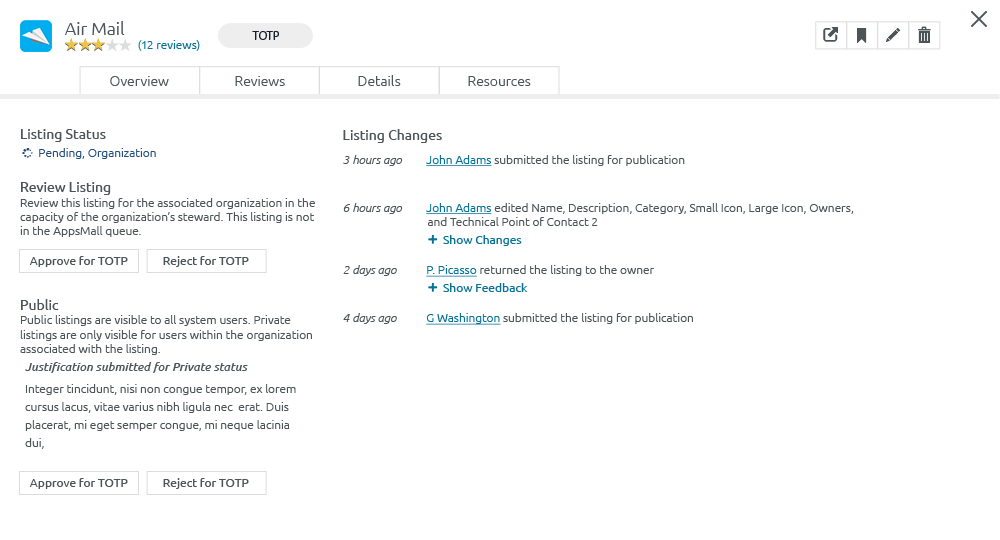 Air Mail
(12 reviews)
TOTP
Overview
Reviews
Details
Resources
Listing Status
Pending, Organization
Review Listing
Review this listing for the associated organization in the
capacity of the organization's steward. This listing is not
in the AppsMall queue.
Approve for TOTP
Reject for TOTP
Public
Public listings are visible to all system users. Private
listings are only visible for users within the organization
associated with the listing.
Justification submitted for Private status
Integer tincidunt, nisi non congue tempor, ex lorem
cursus lacus, vitae varius nibh ligula nec erat. Duis
placerat, mi eget semper congue, mi neque lacinia
dui,
Approve for TOTP
Reject for TOTP
Listing Changes
3 hours ago John Adams submitted the listing for publication
6 hours ago John Adams edited Name, Description, Category, Small Icon, Large Icon, Owners,
and Technical Point of Contact 2
+ Show Changes
2 days ago P. Picasso returned the listing to the owner
+ Show Feedback
4 days ago G Washington submitted the listing for publication